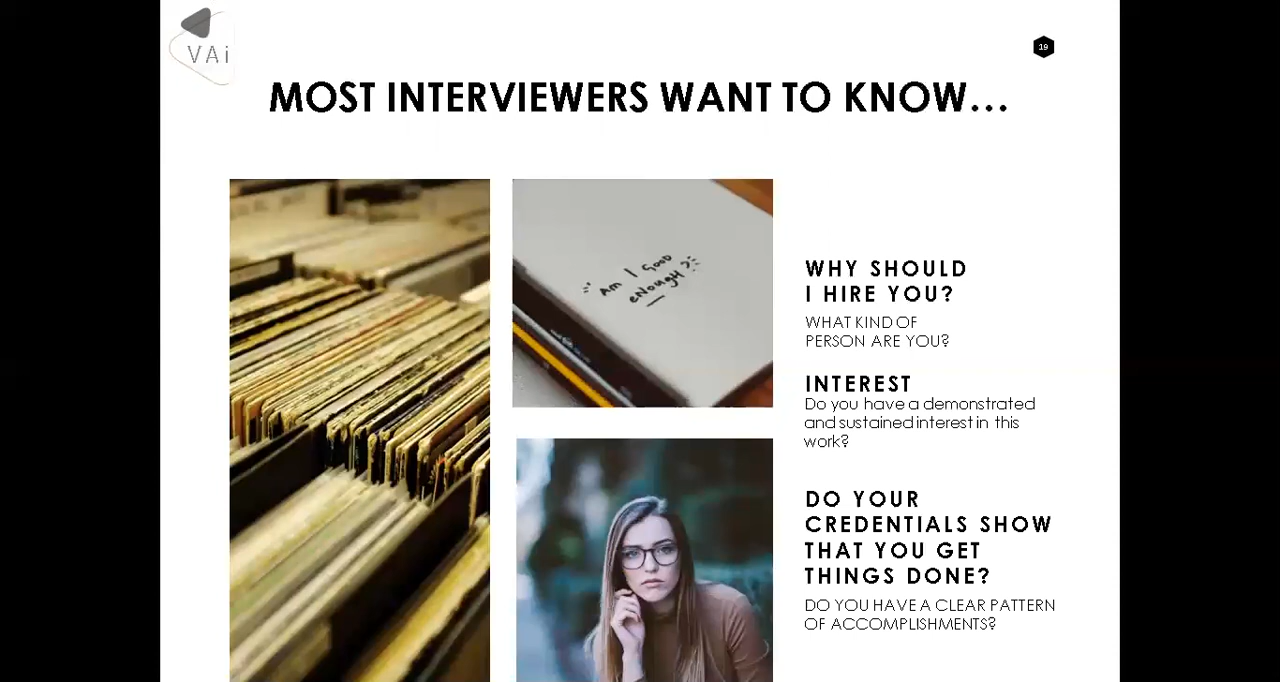 VAi
19
MOST INTERVIEWERS WANT TO KNOW...
Am I Good
eNougH?
WHY SHOULD
I HIRE YOU?
WHAT KIND OF
PERSON ARE YOU?
INTEREST
Do you have a demonstrated
and sustained interest in this
work?
DO YOUR
CREDENTIALS SHOW
THAT YOU GET
THINGS DONE?
DO YOU HAVE A CLEAR PATTERN
OF ACCOMPLISHMENTS?